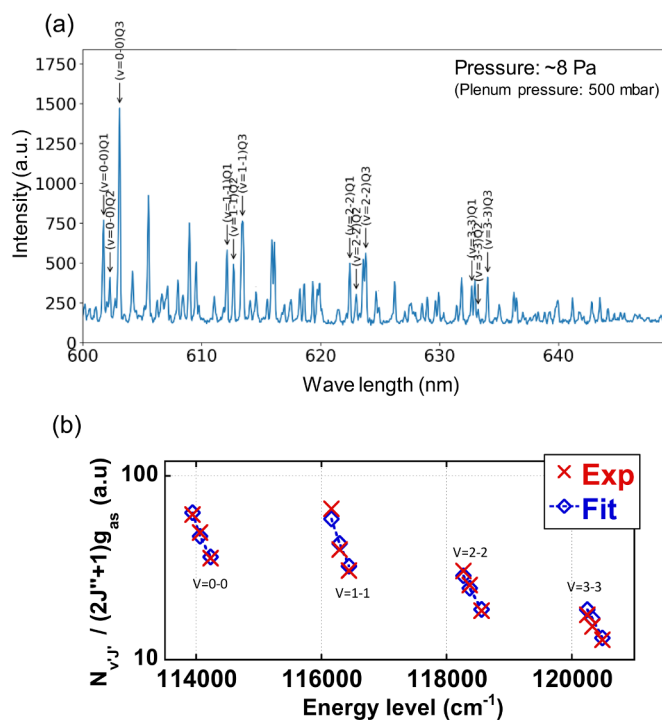 (a)
Pressure: ~8 Pa
(Plenum pressure: 500 mbar)
(v=0-0)Q1
(v=0-0)Q2
(v=0-0)Q3
(v=1-1)Q1
(v=1-1)Q2
(v=1-1)Q3
(v=2-2)Q1
(v=2-2)Q2
(v=2-2)Q3
(v=3-3)Q1
(v=3-3)Q2
(v=3-3)Q3
Intensity (a.u.)
1750
1500
1250
1000
750
500
250
0
600
610
620
630
640
Wave length (nm)
(b)
N_{v'J'} / (2J"+1)g_{as} (a.u)
100
10
Exp
Fit
V=0-0
V=1-1
V=2-2
V=3-3
114000
116000
118000
120000
Energy level (cm⁻¹)